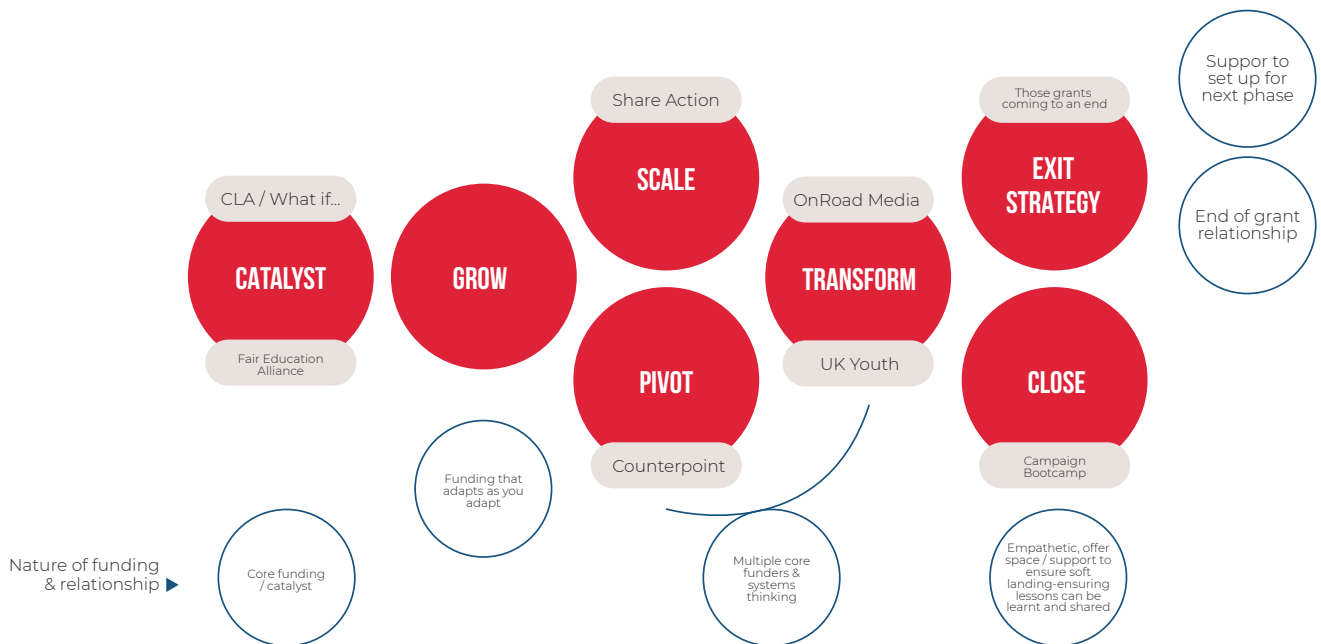 CLA / What if...
CATALYST
Fair Education
Alliance
GROW
Share Action
SCALE
PIVOT
Counterpoint
OnRoad Media
TRANSFORM
UK Youth
Those grants
coming to an end
EXIT
STRATEGY
CLOSE
Campaign
Bootcamp
Suppor to
set up for
next phase
End of grant
relationship
Nature of funding
& relationship
Core funding
/ catalyst
Funding that
adapts as you
adapt
Multiple core
funders &
systems
thinking
Empathetic, offer
space / support to
ensure soft
landing-ensuring
lessons can be
learnt and shared